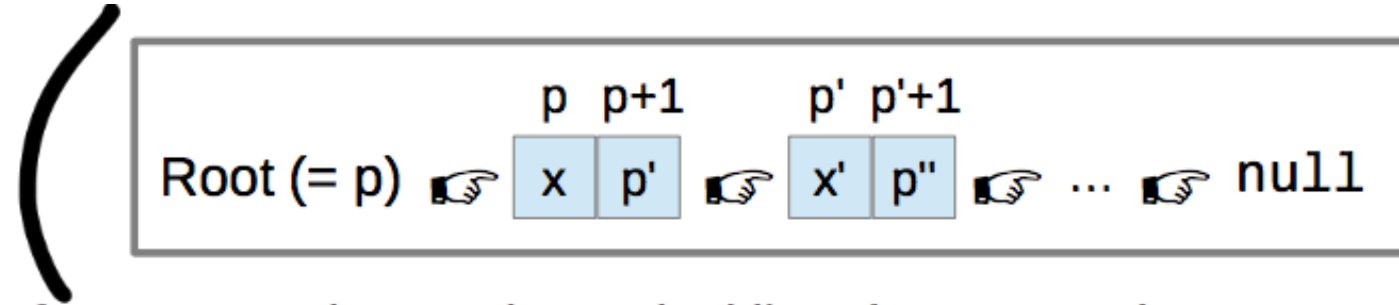 p p+1 p' p'+1
Root (= p) x p' x' p" ... null